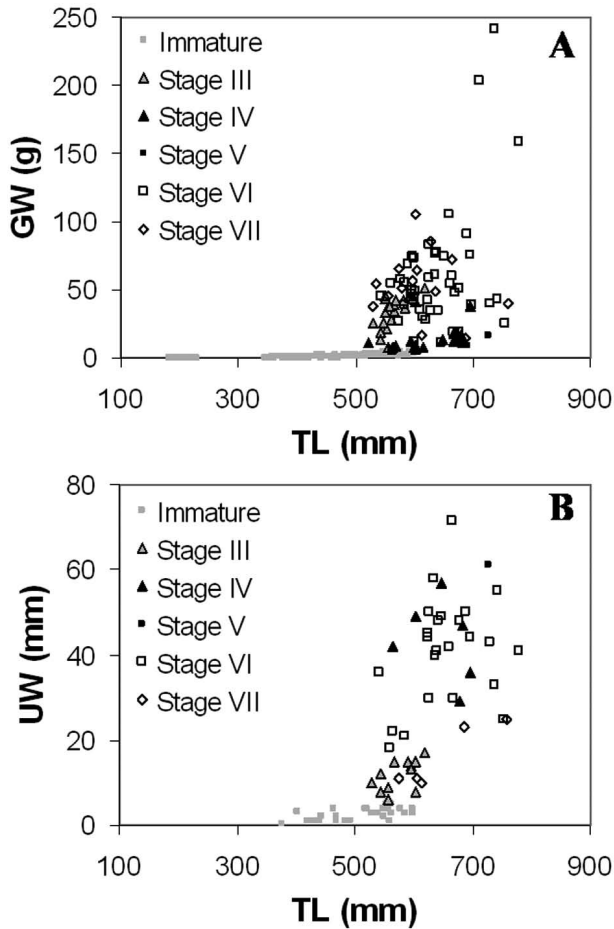 250
200
150
100
50
0
GW (g)
Immature
Stage III
Stage IV
Stage V
Stage VI
Stage VII
A
100 300 500 700 900
TL (mm)
80
60
40
20
0
UW (mm)
Immature
Stage III
Stage IV
Stage V
Stage VI
Stage VII
B
100 300 500 700 900
TL (mm)